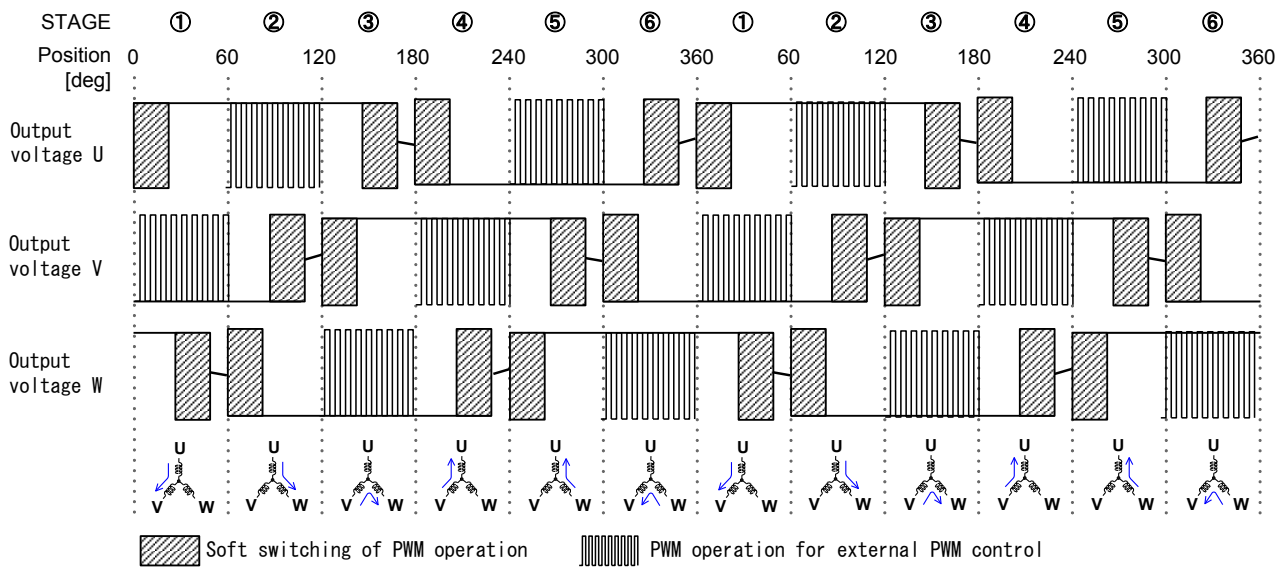 STAGE ① ② ③ ④ ⑤ ⑥ ① ② ③ ④ ⑤ ⑥
Position 0 60 120 180 240 300 360 60 120 180 240 300 360
[deg]
Output
voltage U
Output
voltage V
Output
voltage W
U U U U U U U U U U U U
V W V W V W V W V W V W V W V W V W V W V W V W
Soft switching of PWM operation PWM operation for external PWM control